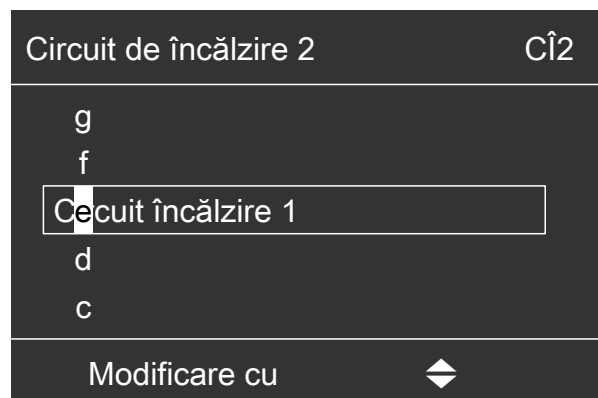 Circuit de încălzire 2 CÎ2
g
f
Cecuit încălzire 1
d
c
Modificare cu